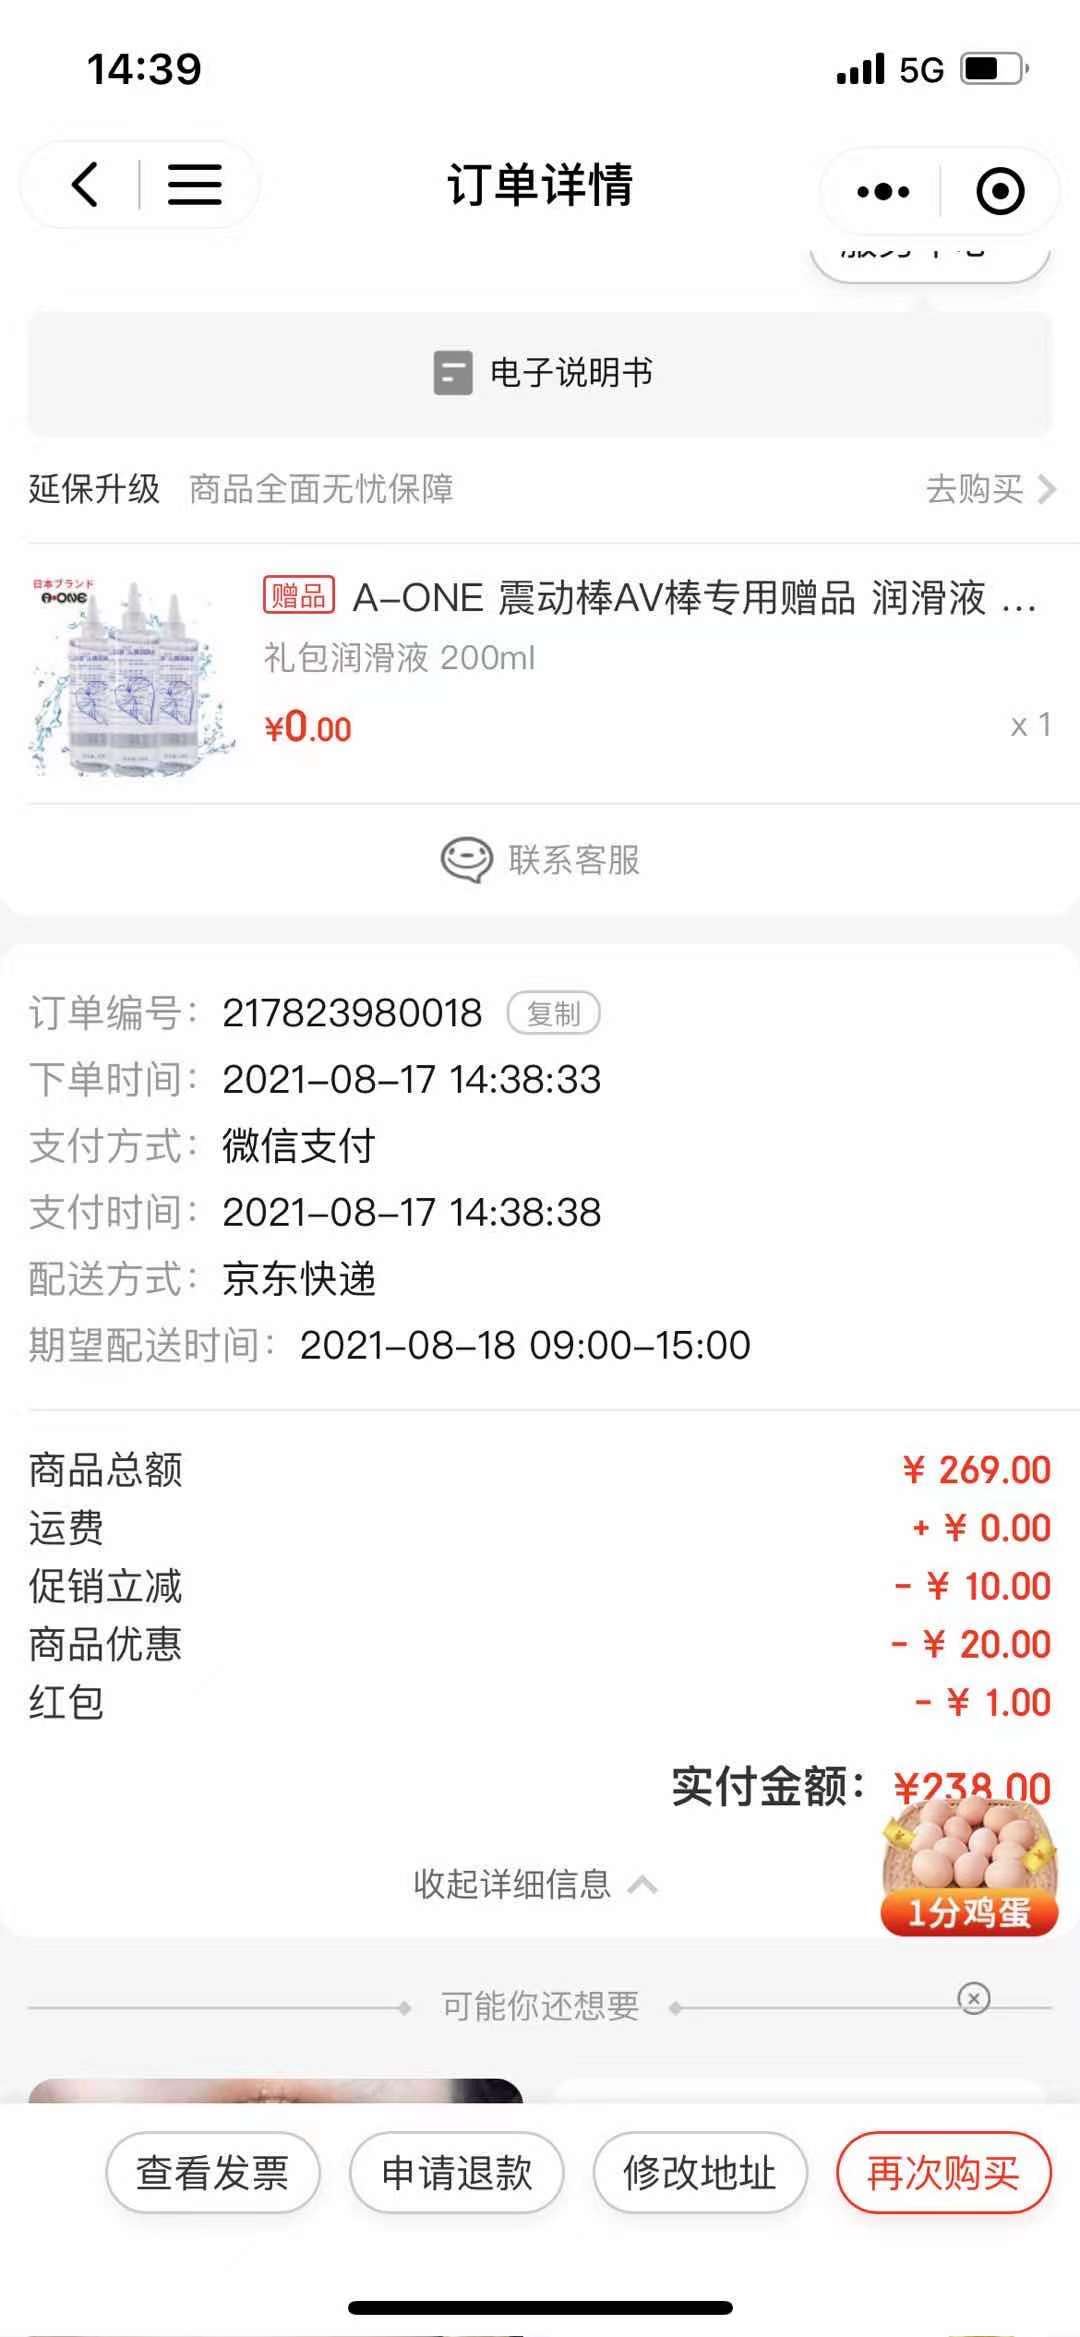 14:39
5G
订单详情
电子说明书
延保升级 商品全面无忧保障 去购买
日本ブランド
A-ONE
赠品 A-ONE 震动棒AV棒专用赠品 润滑液 ...
礼包润滑液 200ml
¥0.00
x 1
联系客服
订单编号： 217823980018 复制
下单时间： 2021-08-17 14:38:33
支付方式： 微信支付
支付时间： 2021-08-17 14:38:38
配送方式： 京东快递
期望配送时间： 2021-08-18 09:00-15:00
商品总额 ¥ 269.00
运费 + ¥ 0.00
促销立减 - ¥ 10.00
商品优惠 - ¥ 20.00
红包 - ¥ 1.00
实付金额： ¥238.00
收起详细信息
1分鸡蛋
可能你还想要
查看发票 申请退款 修改地址 再次购买